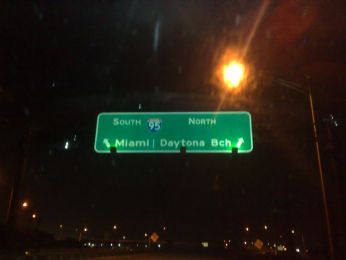 SOUTH 95 NORTH
Miami | Daytona Bch